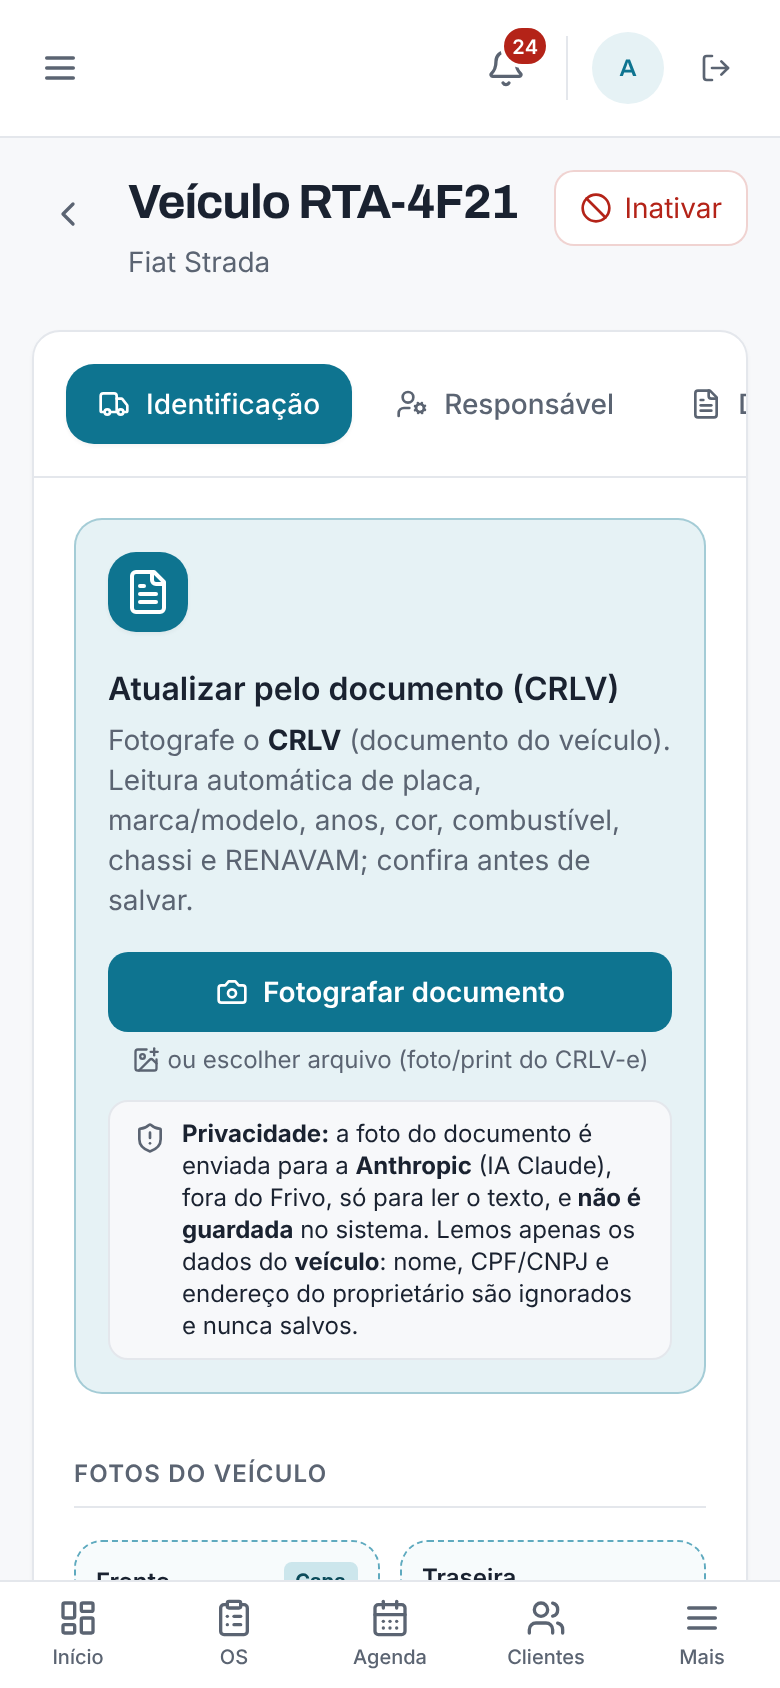 24
A
Veículo RTA-4F21
Inativar
Fiat Strada
Identificação
Responsável
Atualizar pelo documento (CRLV)
Fotografe o CRLV (documento do veículo).
Leitura automática de placa,
marca/modelo, anos, cor, combustível,
chassi e RENAVAM; confira antes de
salvar.
Fotografar documento
ou escolher arquivo (foto/print do CRLV-e)
Privacidade: a foto do documento é
enviada para a Anthropic (IA Claude),
fora do Frivo, só para ler o texto, e não é
guardada no sistema. Lemos apenas os
dados do veículo: nome, CPF/CNPJ e
endereço do proprietário são ignorados
e nunca salvos.
FOTOS DO VEÍCULO
Frente
Capa
Traseira
Início
OS
Agenda
Clientes
Mais